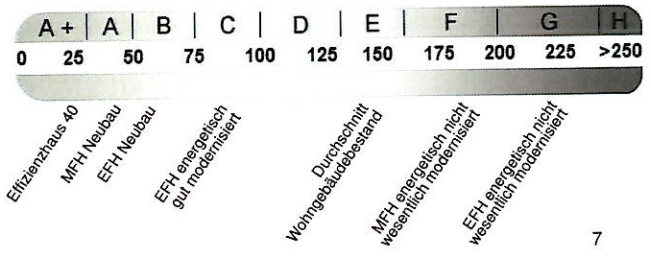 A+ | A | B | C | D | E | F | G | H
0 25 50 75 100 125 150 175 200 225 >250
Effizienzhaus 40
MFH Neubau
EFH Neubau
EFH energetisch
gut modernisiert
Durchschnitt
Wohngebäudebestand
MFH energetisch nicht
wesentlich modernisiert
EFH energetisch nicht
wesentlich modernisiert
7